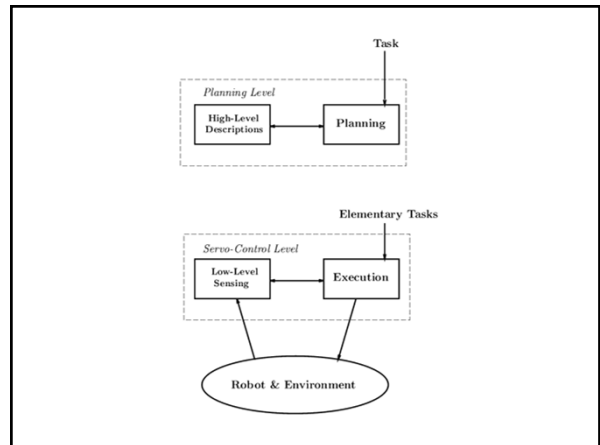 Task
Planning Level
High-Level
Descriptions
Planning
Elementary Tasks
Servo-Control Level
Low-Level
Sensing
Execution
Robot & Environment